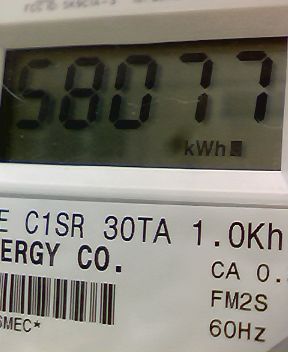 58077
kWh
E C1SR 30TA 1.0Kh
ERGY CO.
CA 0.
FM2S
60Hz
SMEC*